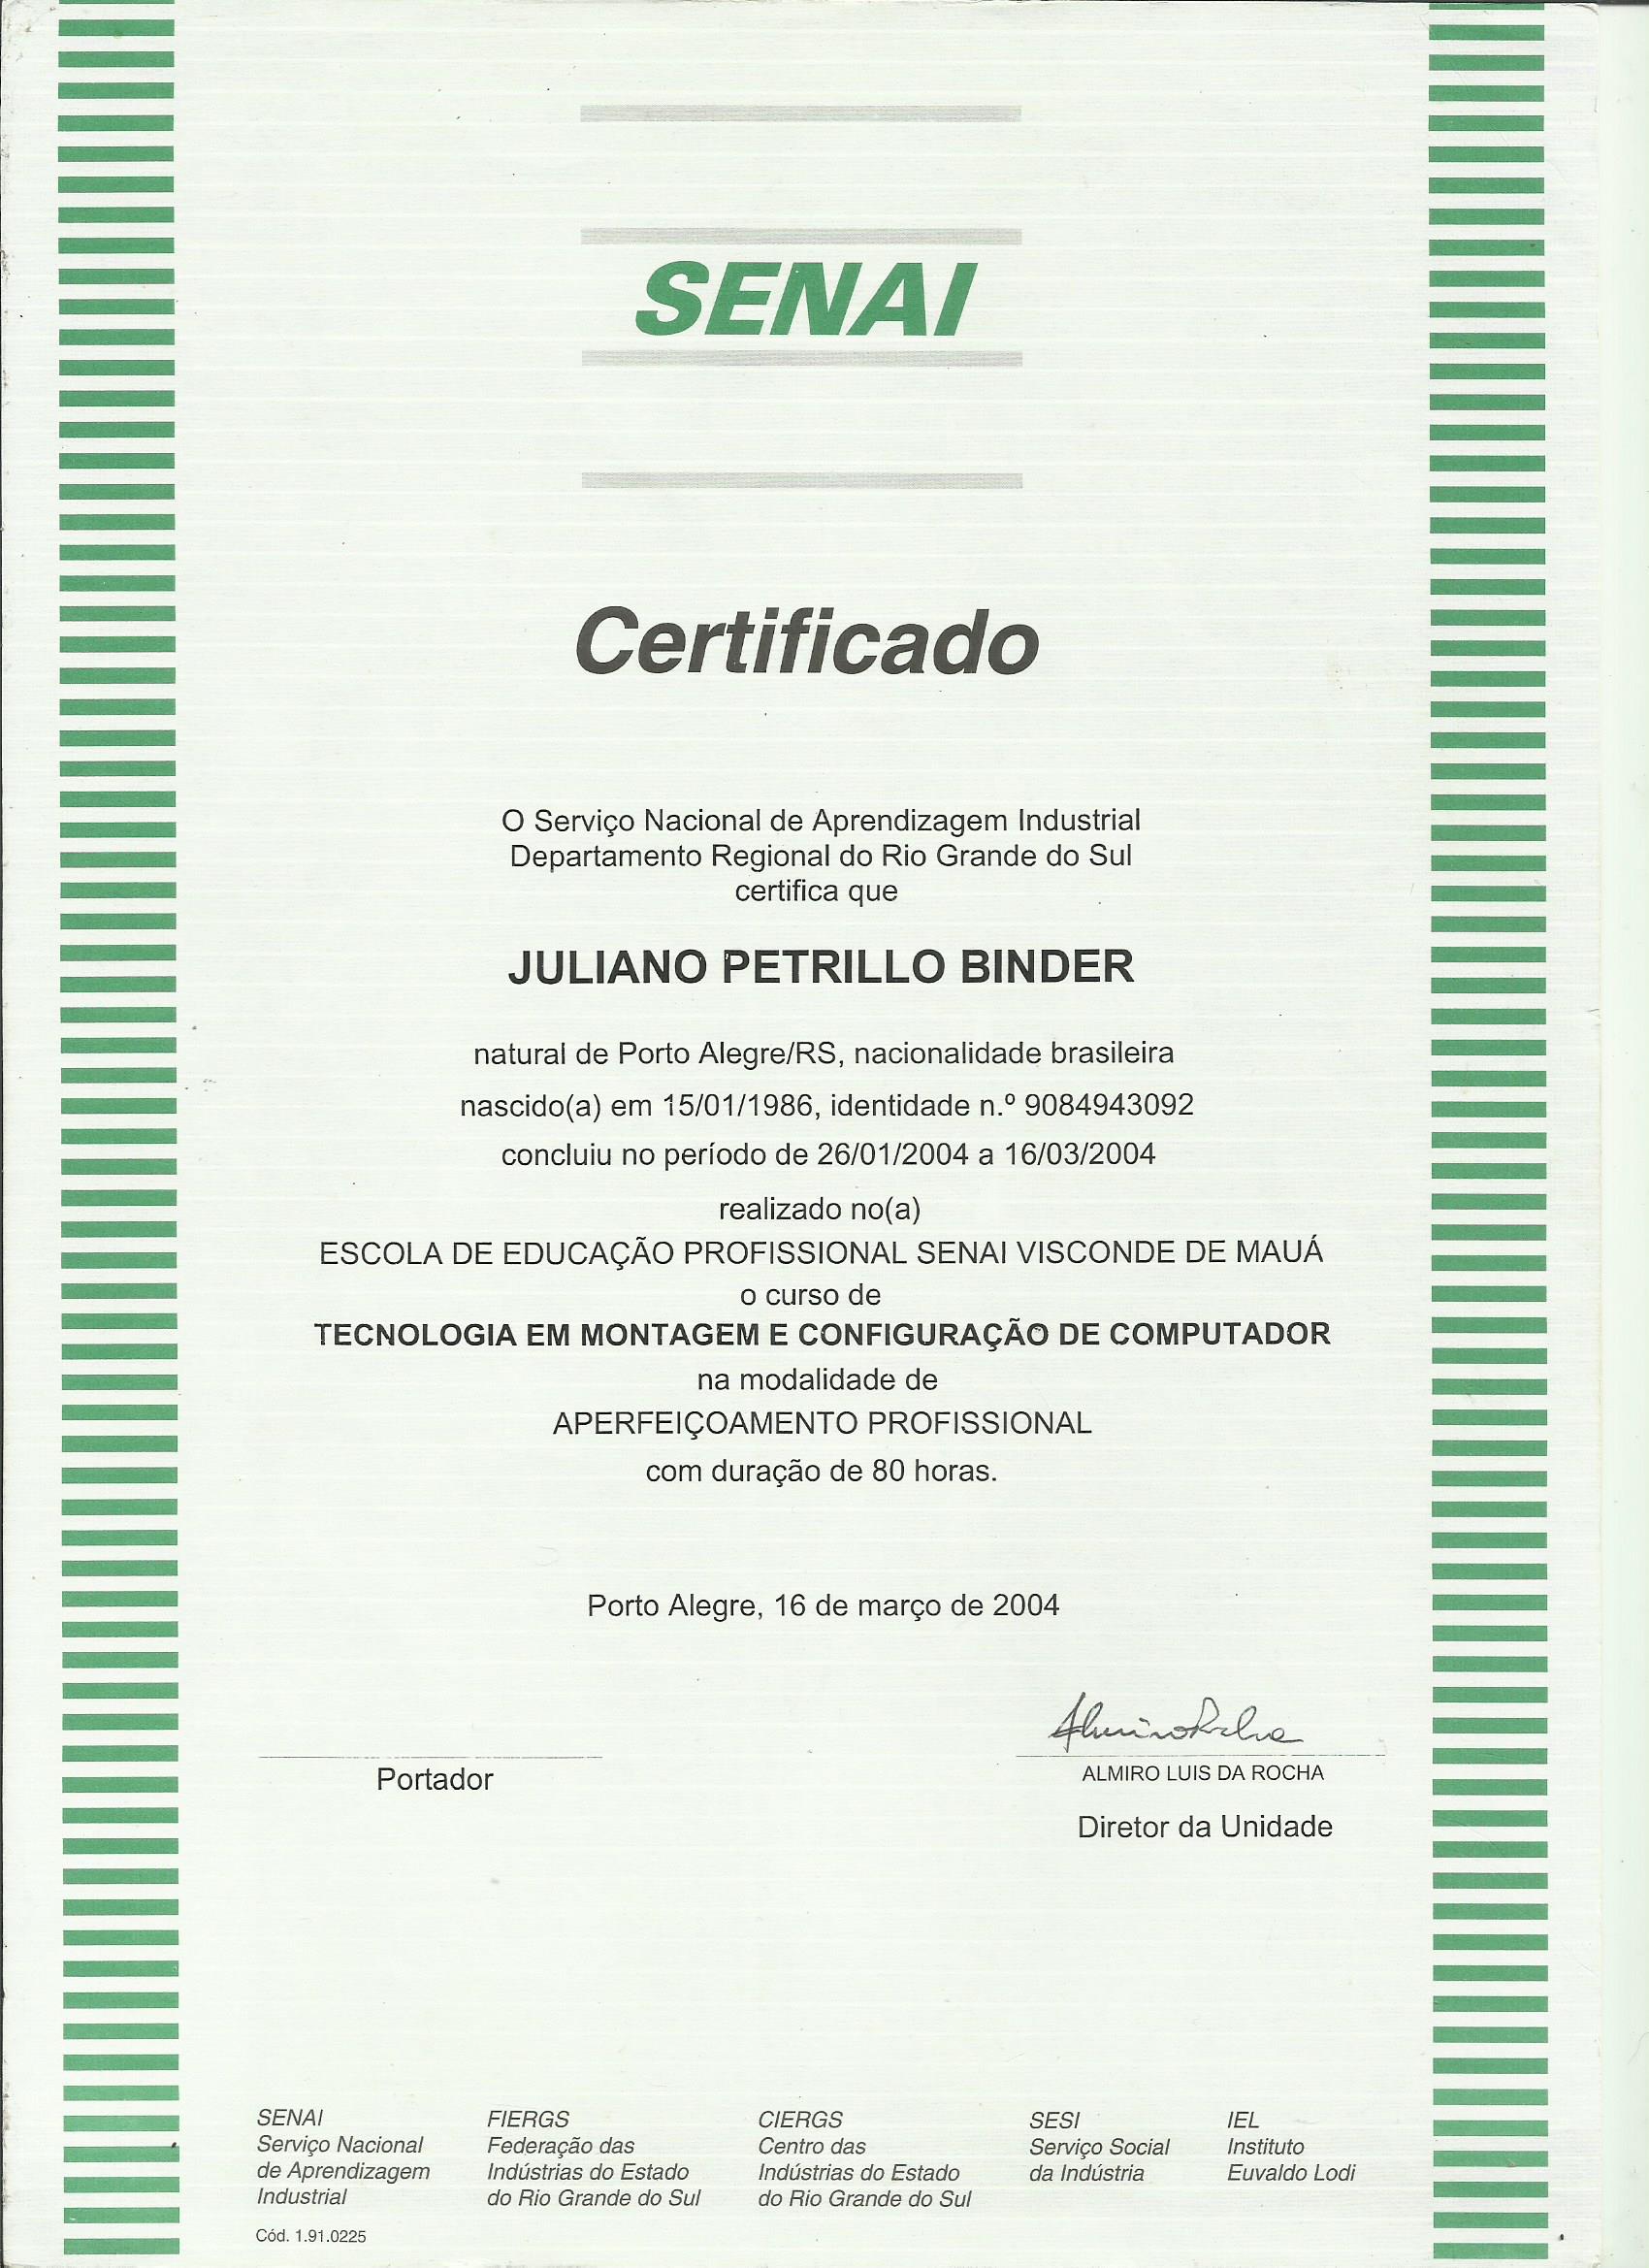 SENAI
Certificado
O Serviço Nacional de Aprendizagem Industrial
Departamento Regional do Rio Grande do Sul
certifica que
JULIANO PETRILLO BINDER
natural de Porto Alegre/RS, nacionalidade brasileira
nascido(a) em 15/01/1986, identidade n.º 9084943092
concluiu no período de 26/01/2004 a 16/03/2004
realizado no(a)
ESCOLA DE EDUCAÇÃO PROFISSIONAL SENAI VISCONDE DE MAUÁ
o curso de
TECNOLOGIA EM MONTAGEM E CONFIGURAÇÃO DE COMPUTADOR
na modalidade de
APERFEIÇOAMENTO PROFISSIONAL
com duração de 80 horas.
Porto Alegre, 16 de março de 2004
Portador
Almiro Rocha
ALMIRO LUIS DA ROCHA
Diretor da Unidade
SENAI
Serviço Nacional
de Aprendizagem
Industrial
FIERGS
Federação das
Indústrias do Estado
do Rio Grande do Sul
CIERGS
Centro das
Indústrias do Estado
do Rio Grande do Sul
SESI
Serviço Social
da Indústria
IEL
Instituto
Euvaldo Lodi
Cód. 1.91.0225